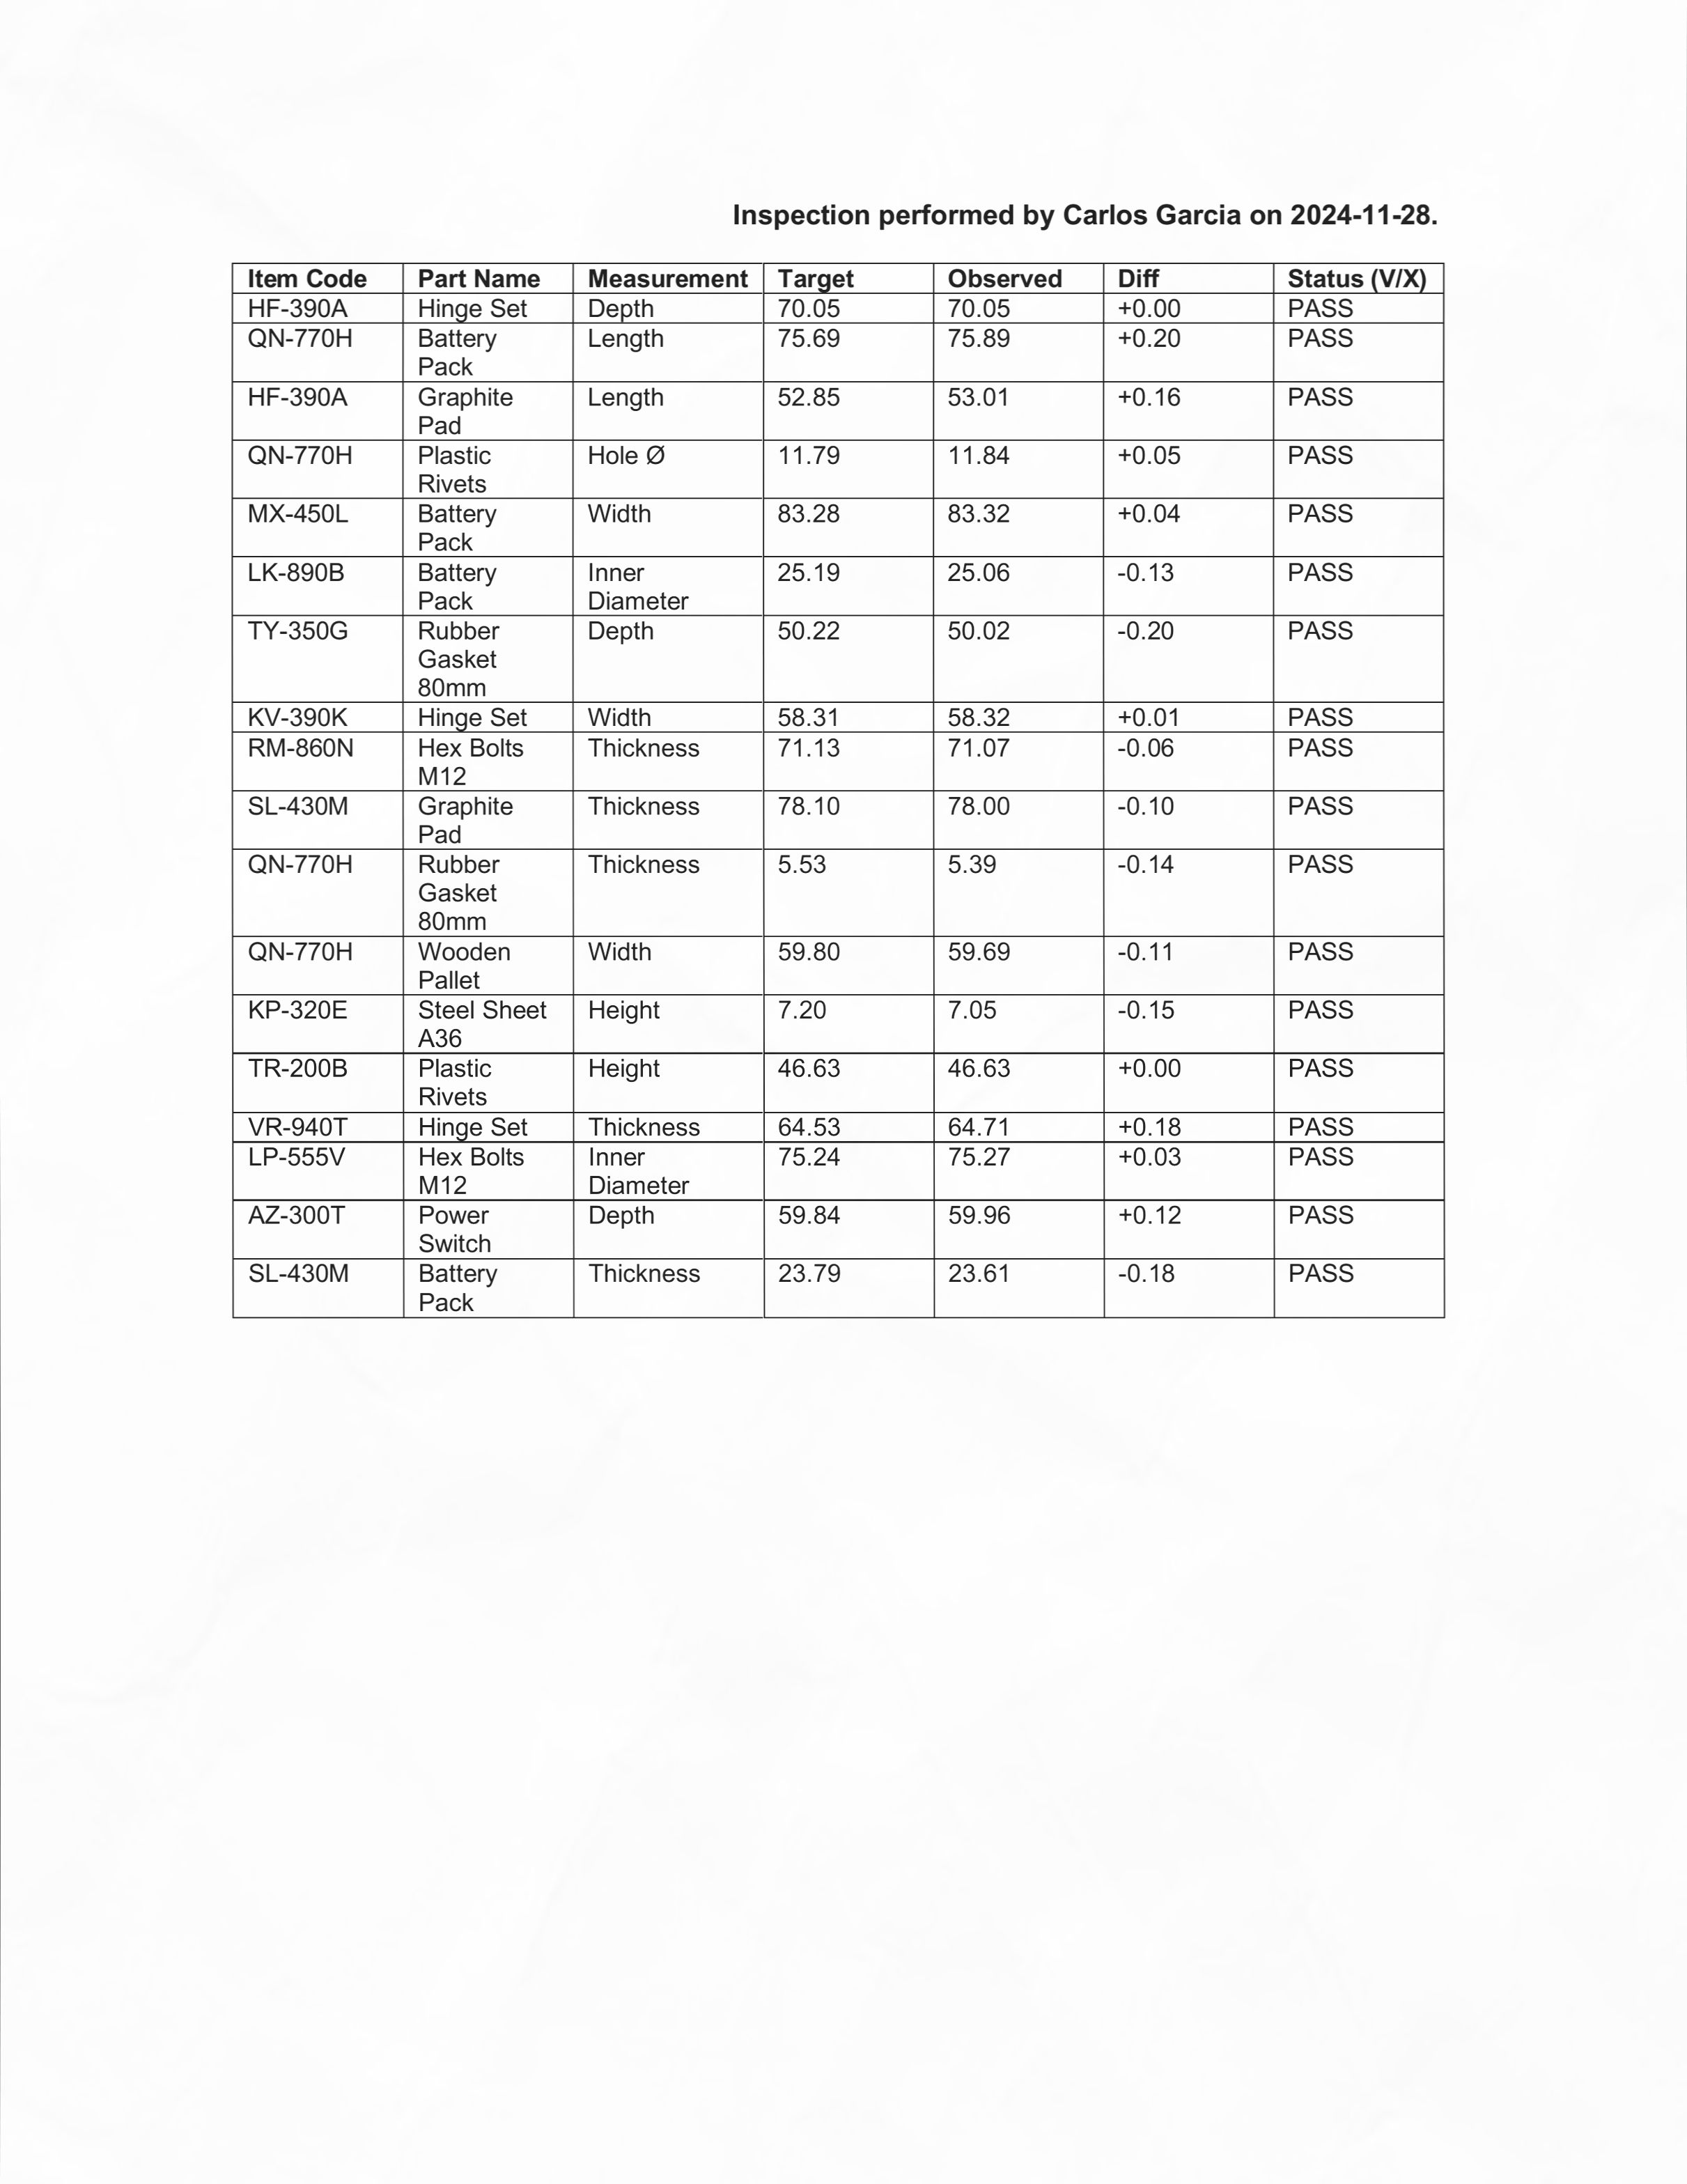 Inspection performed by Carlos Garcia on 2024-11-28.
Item Code Part Name Measurement Target Observed Diff Status (V/X)
HF-390A Hinge Set Depth 70.05 70.05 +0.00 PASS
QN-770H Battery Length 75.69 75.89 +0.20 PASS
Pack
HF-390A Graphite Length 52.85 53.01 +0.16 PASS
Pad
QN-770H Plastic Hole Ø 11.79 11.84 +0.05 PASS
Rivets
MX-450L Battery Width 83.28 83.32 +0.04 PASS
Pack
LK-890B Battery Inner 25.19 25.06 -0.13 PASS
Pack Diameter
TY-350G Rubber Depth 50.22 50.02 -0.20 PASS
Gasket
80mm
KV-390K Hinge Set Width 58.31 58.32 +0.01 PASS
RM-860N Hex Bolts Thickness 71.13 71.07 -0.06 PASS
M12
SL-430M Graphite Thickness 78.10 78.00 -0.10 PASS
Pad
QN-770H Rubber Thickness 5.53 5.39 -0.14 PASS
Gasket
80mm
QN-770H Wooden Width 59.80 59.69 -0.11 PASS
Pallet
KP-320E Steel Sheet Height 7.20 7.05 -0.15 PASS
A36
TR-200B Plastic Height 46.63 46.63 +0.00 PASS
Rivets
VR-940T Hinge Set Thickness 64.53 64.71 +0.18 PASS
LP-555V Hex Bolts Inner 75.24 75.27 +0.03 PASS
M12 Diameter
AZ-300T Power Depth 59.84 59.96 +0.12 PASS
Switch
SL-430M Battery Thickness 23.79 23.61 -0.18 PASS
Pack